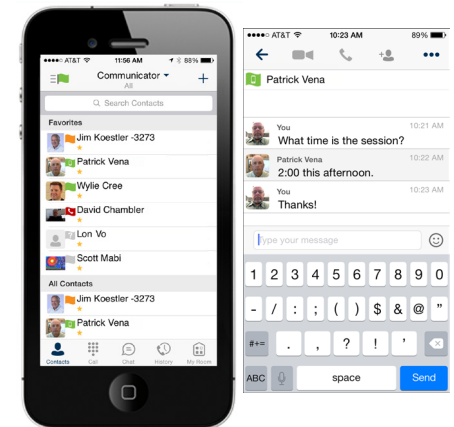 AT&T 11:56 AM 88%
Communicator
All
Search Contacts
Favorites
Jim Koestler -3273
Patrick Vena
Wylie Cree
David Chambler
Lon Vo
Scott Mabi
All Contacts
Jim Koestler -3273
Patrick Vena
Contacts Call Chat History My Room
AT&T 10:23 AM 89%
Patrick Vena
You 10:21 AM
What time is the session?
Patrick Vena 10:22 AM
2:00 this afternoon.
You 10:23 AM
Thanks!
Type your message
1 2 3 4 5 6 7 8 9 0
- / : ; ( ) $ & @ "
#+= . , ? ! '
ABC space Send